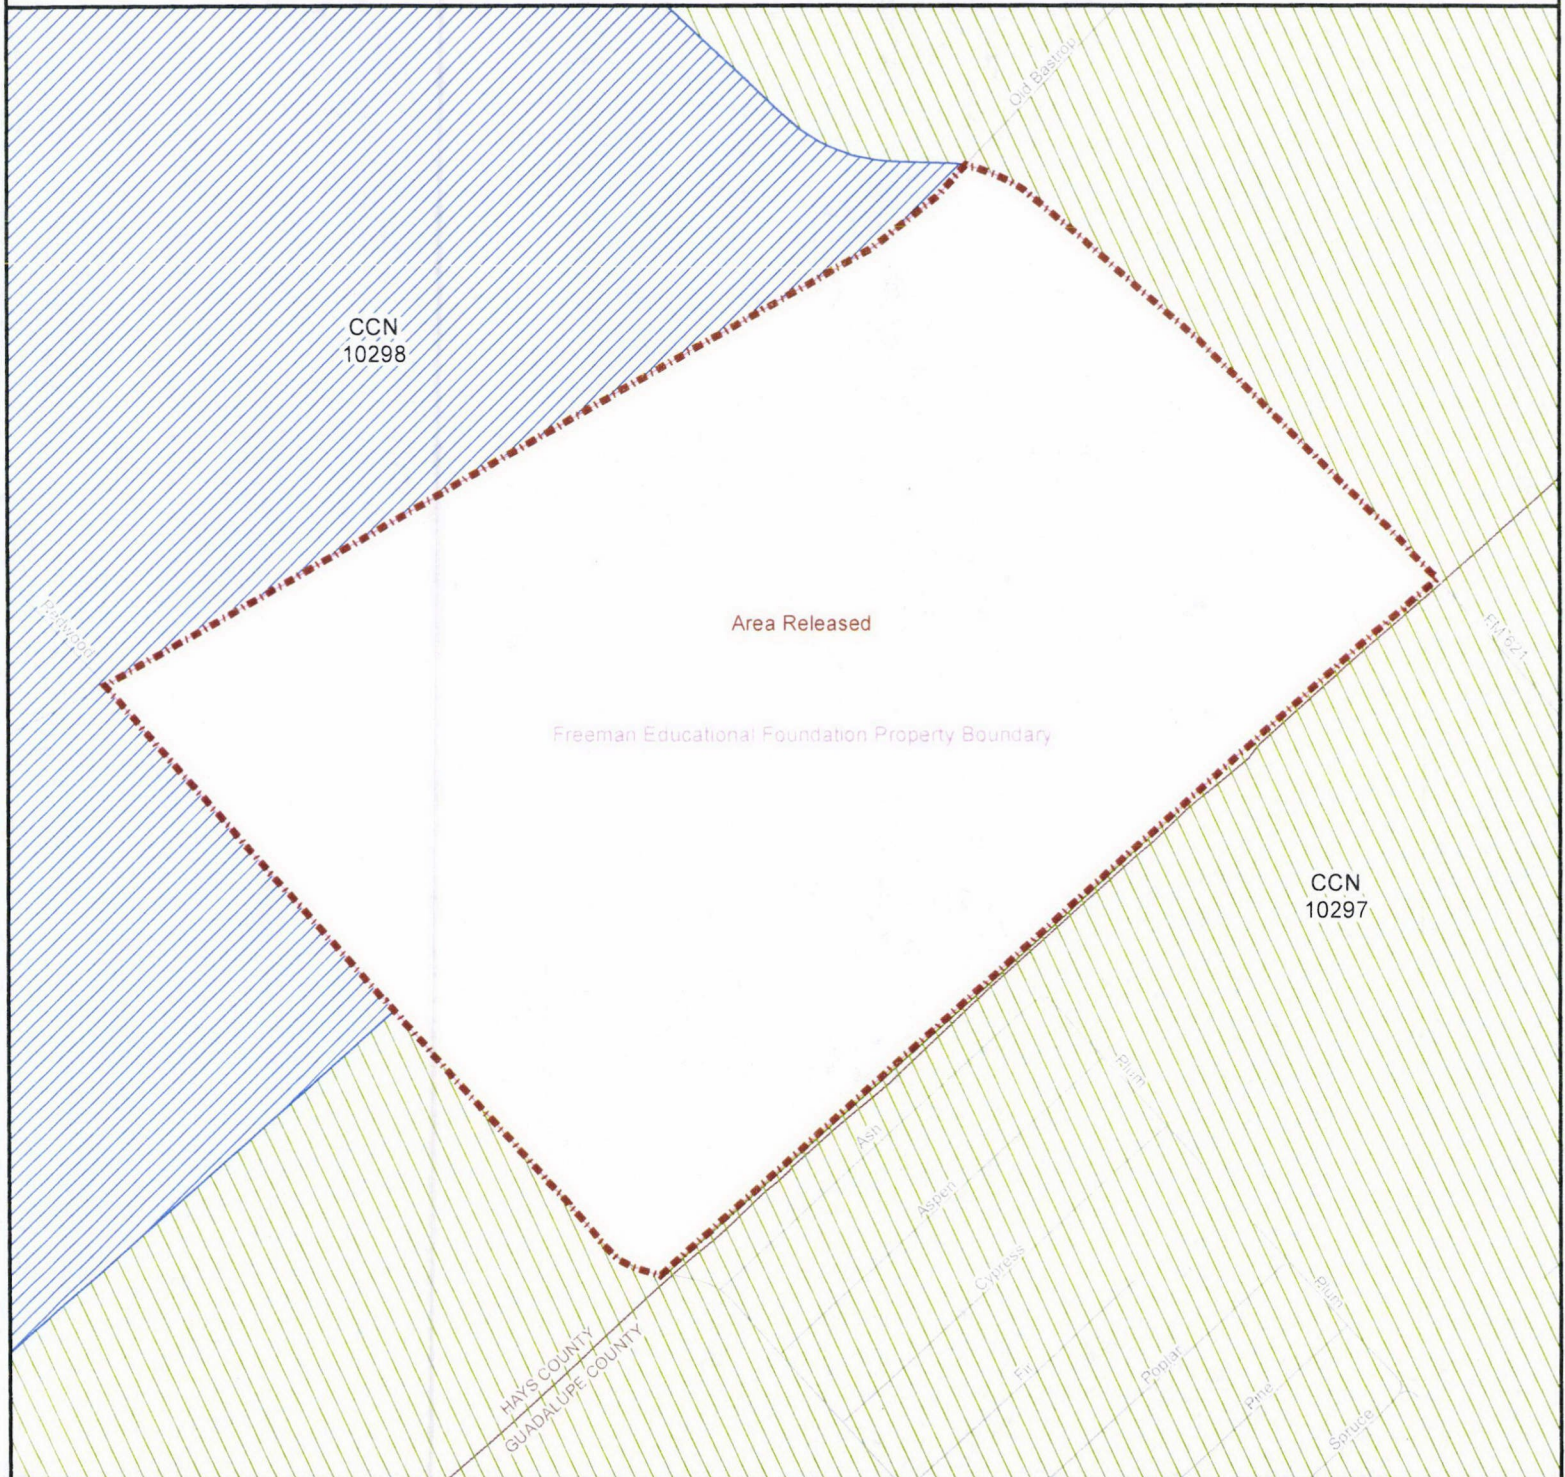 Old Bastrop
CCN
10298
Redwood
Area Released
FM 621
Freeman Educational Foundation Property Boundary
CCN
10297
Plum
Ash
Aspen
Cypress
Plum
HAYS COUNTY
GUADALUPE COUNTY
Fir
Poplar
Pine
Spruce